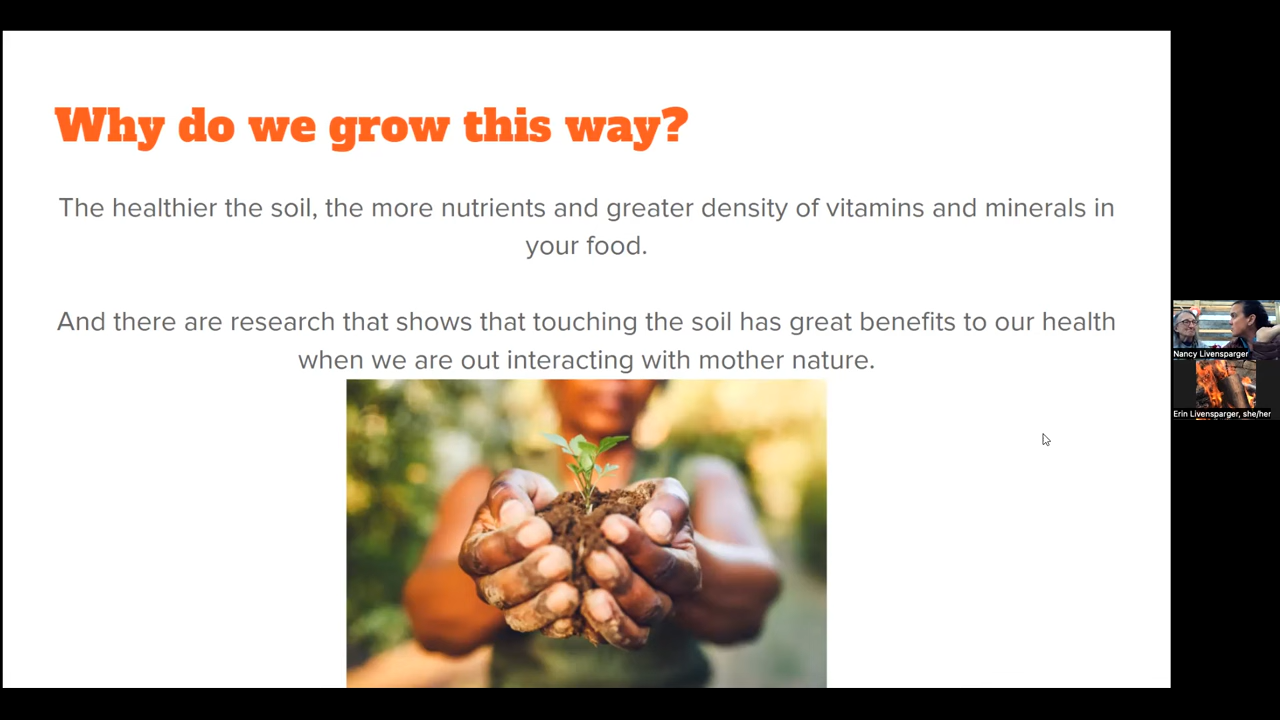 Why do we grow this way?
The healthier the soil, the more nutrients and greater density of vitamins and minerals in
your food.
And there are research that shows that touching the soil has great benefits to our health
when we are out interacting with mother nature.
Nancy Livensparger
Erin Livensparger, she/her